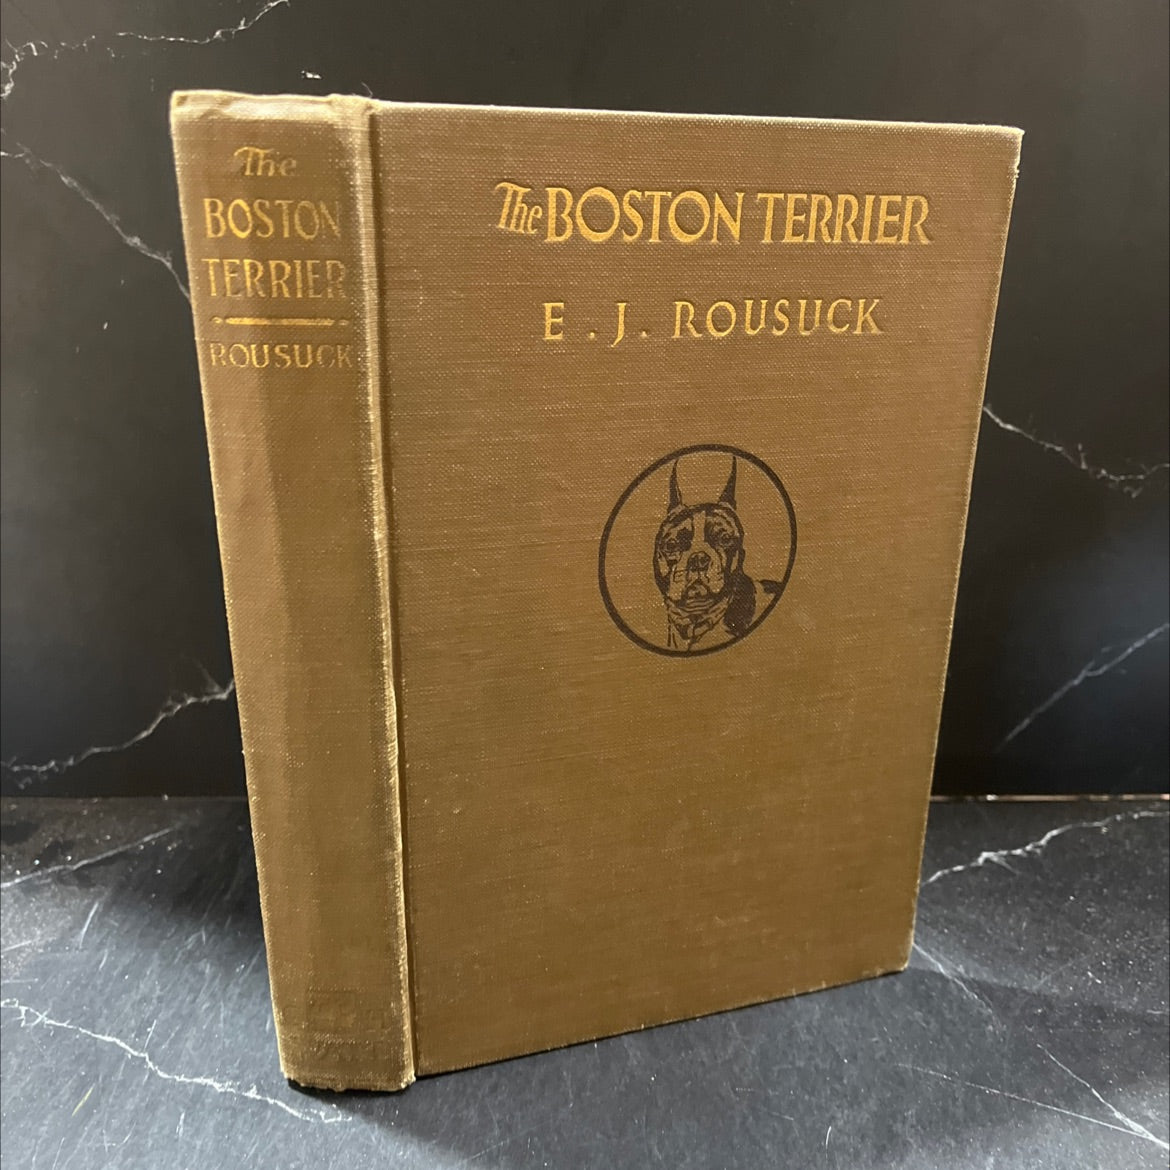 The
BOSTON
TERRIER
ROUSUCK
The BOSTON TERRIER
E. J. ROUSUCK